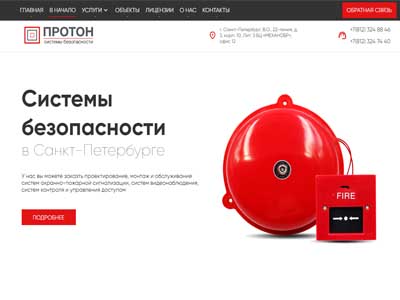 ГЛАВНАЯ В НАЧАЛО УСЛУГИ ОБЪЕКТЫ ЛИЦЕНЗИИ О НАС КОНТАКТЫ ОБРАТНАЯ СВЯЗЬ
ПРОТОН
системы безопасности
г. Санкт-Петербург В.О., 22-линия, д.
3, корп. 10, Лит. 3 БЦ «МЕХАНОБР»,
офис 12
+7(812) 324 88 46
+7(812) 324 74 40
Системы
безопасности
в Санкт-Петербурге
У нас вы можете заказать проектирование, монтаж и обслуживание
систем охранно-пожарной сигнализации, систем видеонаблюдения,
систем контроля и управления доступом
ПОДРОБНЕЕ
FIRE